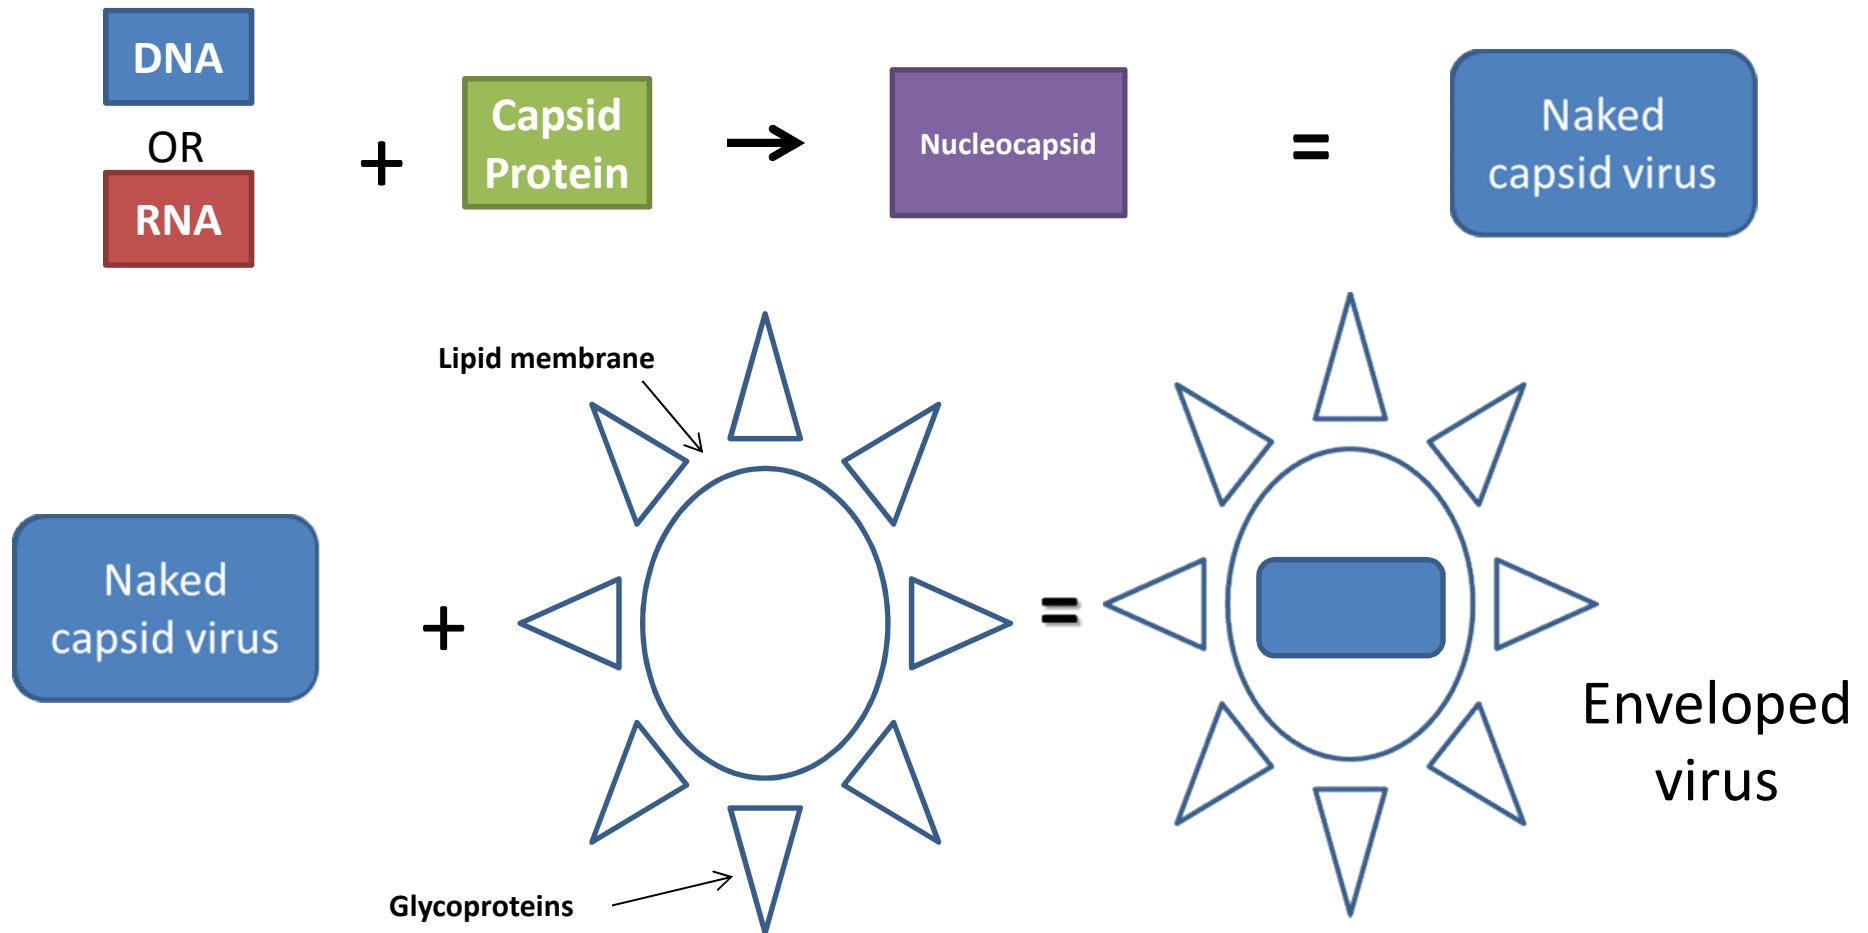 DNA
OR
RNA
+
Capsid
Protein
→
Nucleocapsid
=
Naked
capsid virus
Lipid membrane
Naked
capsid virus
+
=
Enveloped
virus
Glycoproteins